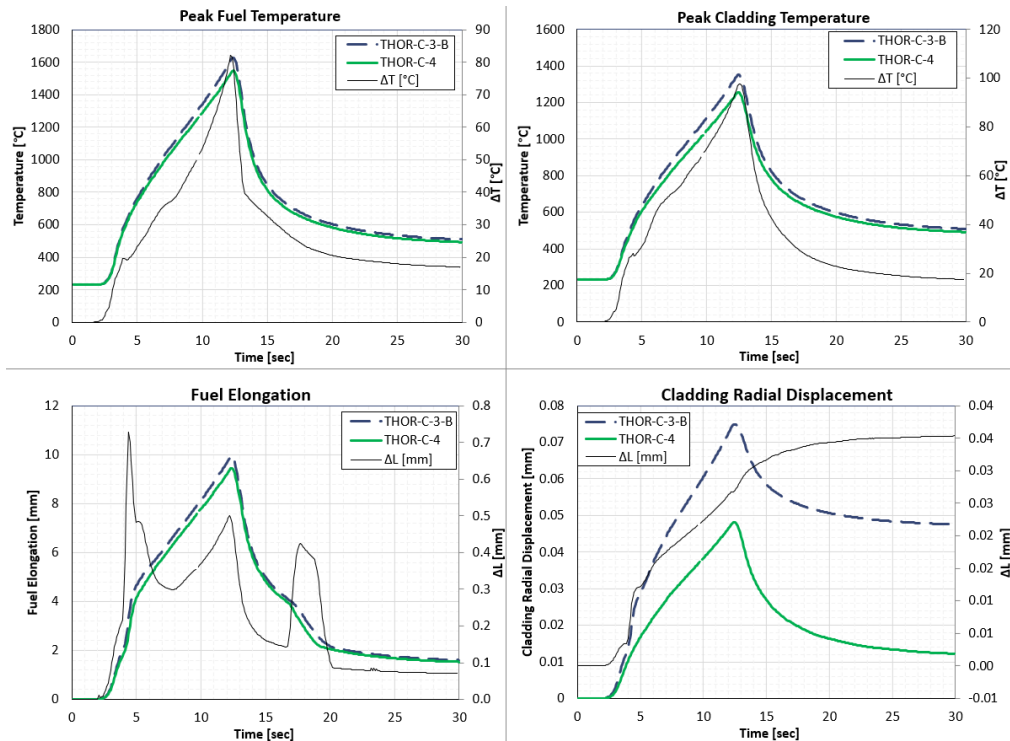 Peak Fuel Temperature
1800
1600
1400
1200
1000
800
600
400
200
0
Temperature [°C]
90
80
70
60
50
40
30
20
10
0
ΔT [°C]
THOR-C-3-B
THOR-C-4
ΔT [°C]
0 5 10 15 20 25 30
Time [sec]
Peak Cladding Temperature
1600
1400
1200
1000
800
600
400
200
0
Temperature [°C]
120
100
80
60
40
20
0
ΔT [°C]
THOR-C-3-B
THOR-C-4
ΔT [°C]
0 5 10 15 20 25 30
Time [sec]
Fuel Elongation
12
10
8
6
4
2
0
Fuel Elongation [mm]
0.8
0.7
0.6
0.5
0.4
0.3
0.2
0.1
0.0
ΔL [mm]
THOR-C-3-B
THOR-C-4
ΔL [mm]
0 5 10 15 20 25 30
Time [sec]
Cladding Radial Displacement
0.08
0.07
0.06
0.05
0.04
0.03
0.02
0.01
0
Cladding Radial Displacement [mm]
0.04
0.04
0.03
0.03
0.02
0.02
0.01
0.01
0.00
-0.01
ΔL [mm]
THOR-C-3-B
THOR-C-4
ΔL [mm]
0 5 10 15 20 25 30
Time [sec]